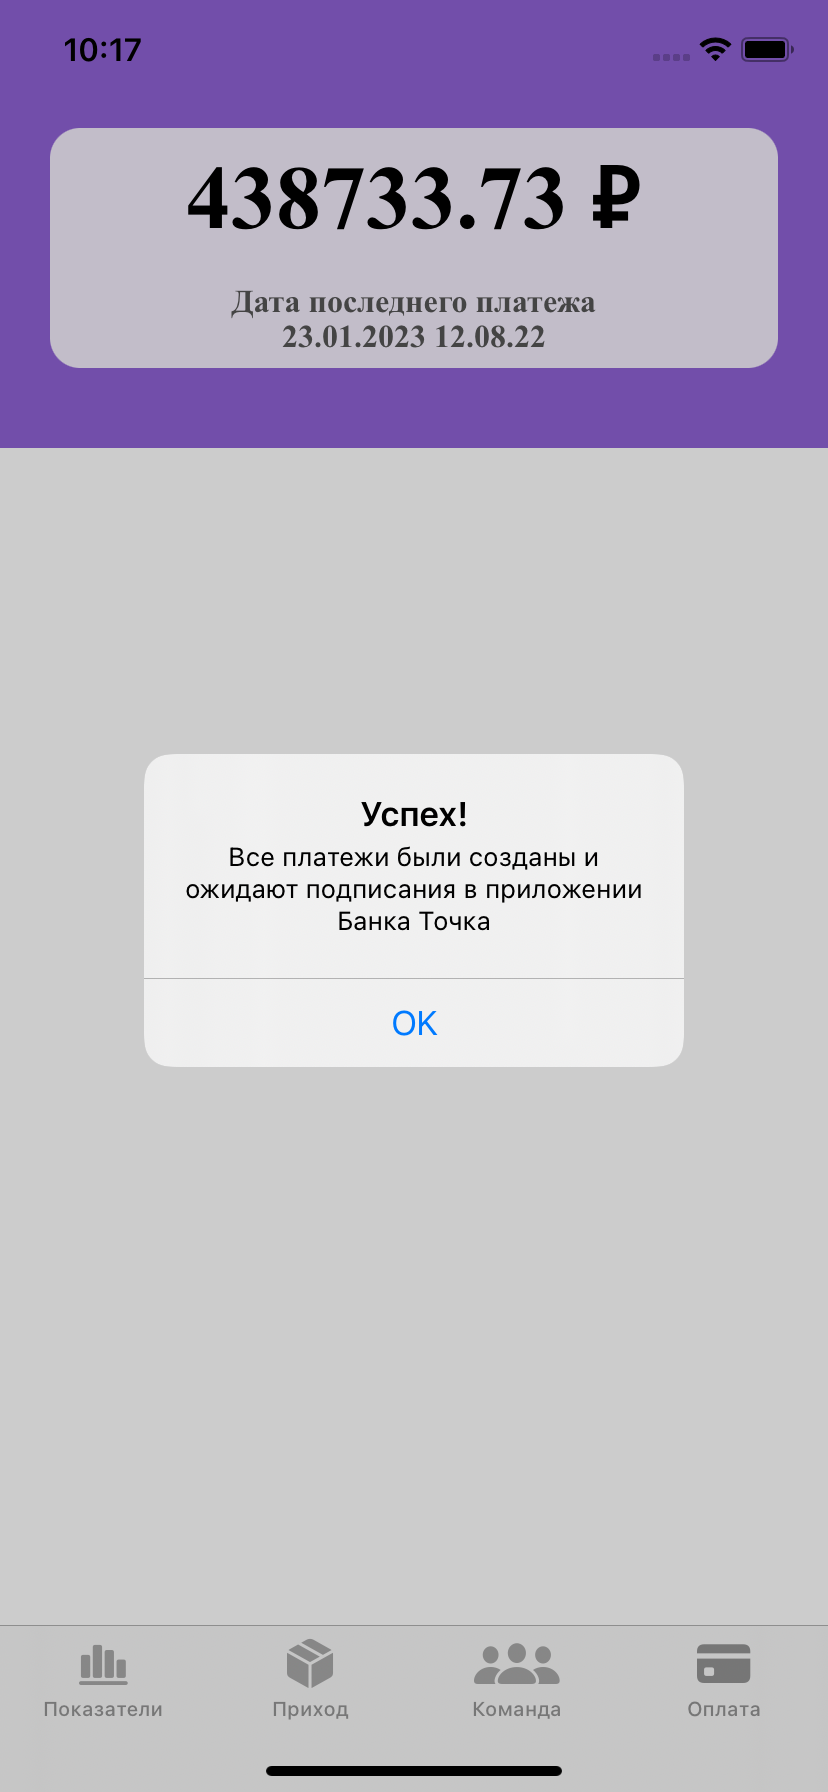 10:17
438733.73 ₽
Дата последнего платежа
23.01.2023 12.08.22
Успех!
Все платежи были созданы и
ожидают подписания в приложении
Банка Точка
OK
Показатели
Приход
Команда
Оплата